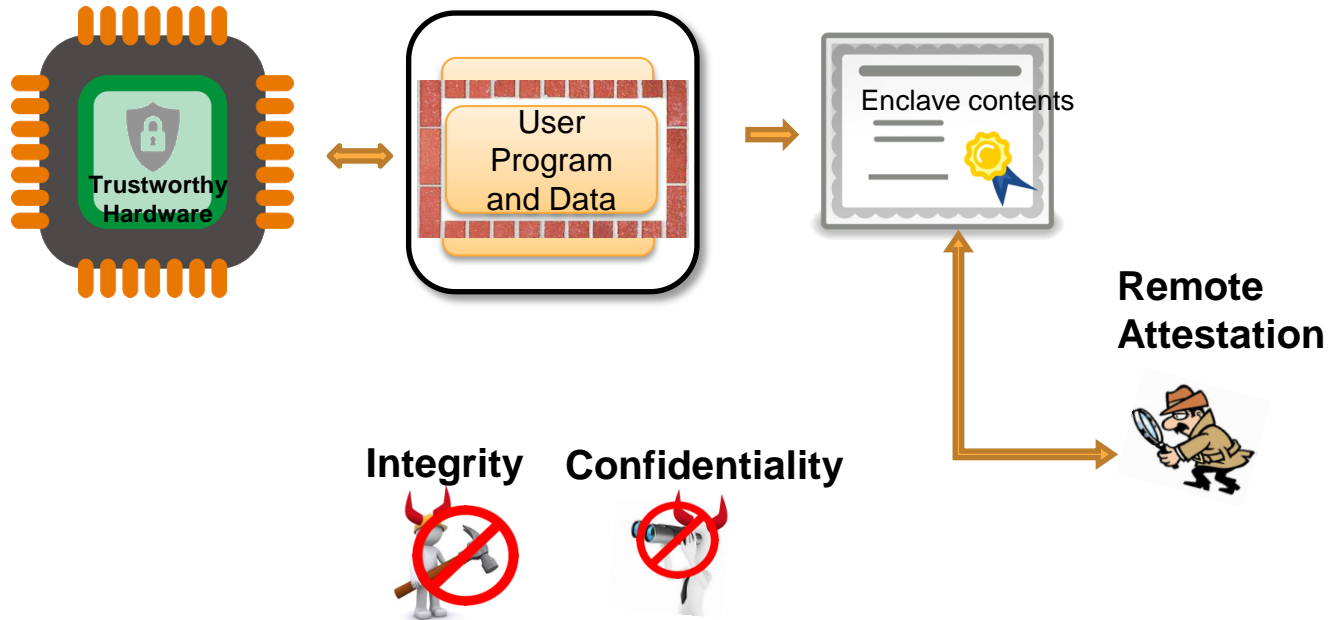 Trustworthy
Hardware
User
Program
and Data
Enclave contents
Remote
Attestation
Integrity
Confidentiality